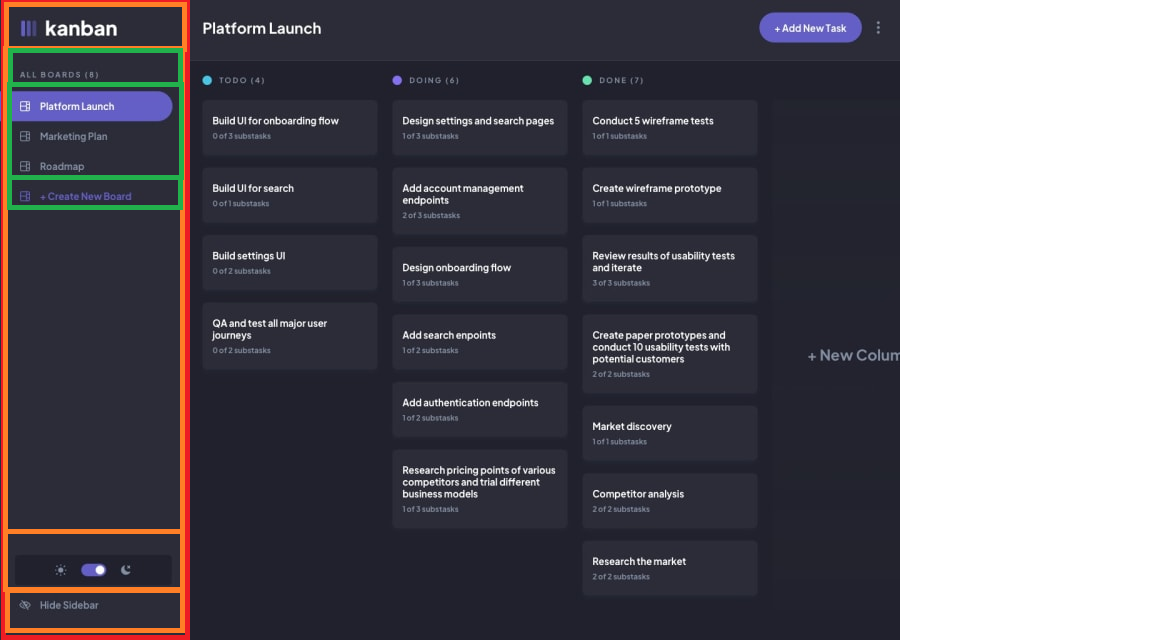 kanban
ALL BOARDS (8)
Platform Launch
Marketing Plan
Roadmap
+ Create New Board
Hide Sidebar
Platform Launch
+ Add New Task
TODO (4)
Build UI for onboarding flow
0 of 3 substasks
Build UI for search
0 of 1 substasks
Build settings UI
0 of 2 substasks
QA and test all major user
journeys
0 of 2 substasks
DOING (6)
Design settings and search pages
1 of 3 substasks
Add account management
endpoints
2 of 3 substasks
Design onboarding flow
1 of 3 substasks
Add search enpoints
1 of 2 substasks
Add authentication endpoints
1 of 2 substasks
Research pricing points of various
competitors and trial different
business models
1 of 3 substasks
DONE (7)
Conduct 5 wireframe tests
1 of 1 substasks
Create wireframe prototype
1 of 1 substasks
Review results of usability tests
and iterate
3 of 3 substasks
Create paper prototypes and
conduct 10 usability tests with
potential customers
2 of 2 substasks
Market discovery
1 of 1 substasks
Competitor analysis
2 of 2 substasks
Research the market
2 of 2 substasks
+ New Colum